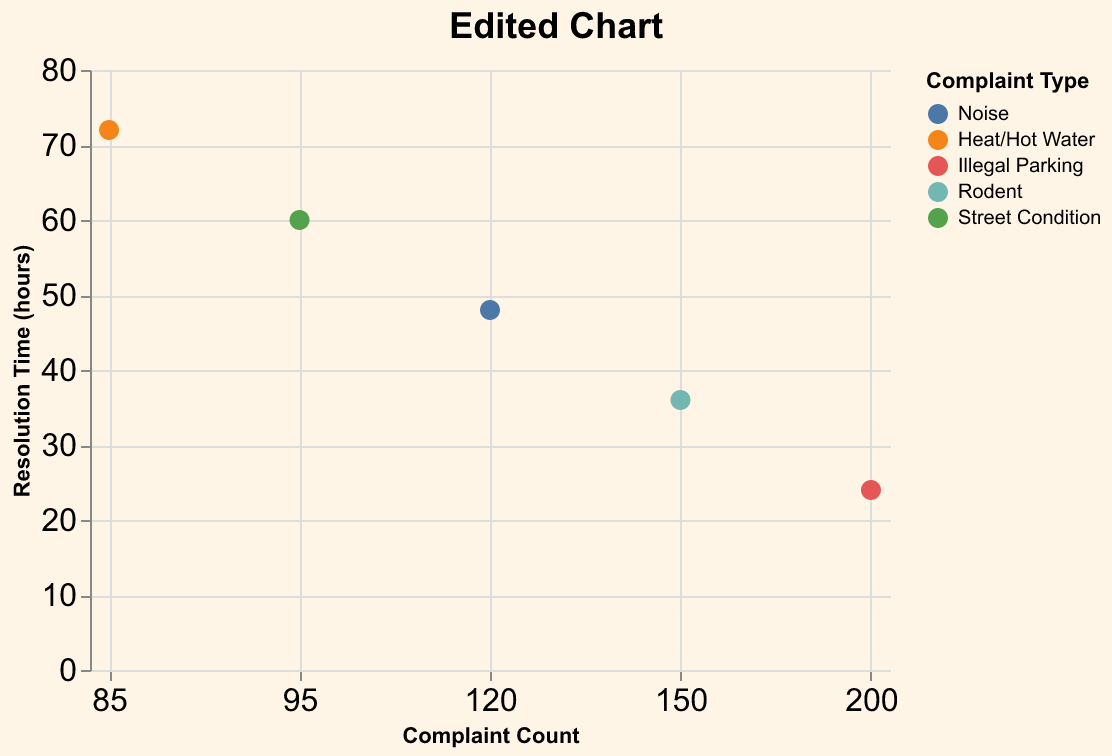 Edited Chart
80
70
60
50
40
30
20
10
0
Resolution Time (hours)
85 95 120 150 200
Complaint Count
Complaint Type
Noise
Heat/Hot Water
Illegal Parking
Rodent
Street Condition